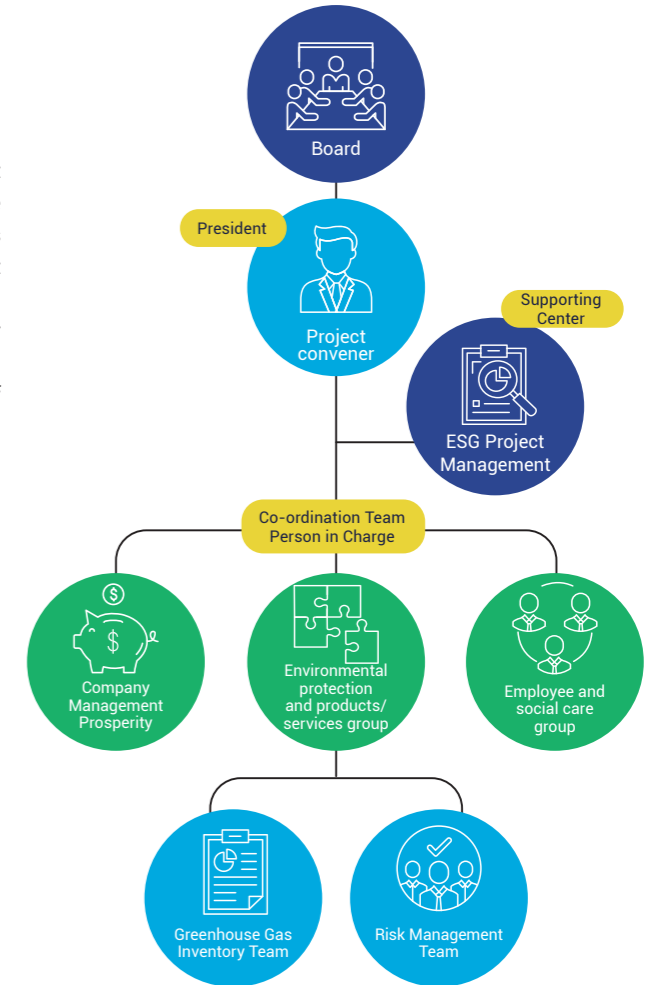 Board
President
Project
convener
Supporting
Center
ESG Project
Management
Co-ordination Team
Person in Charge
Company
Management
Prosperity
Environmental
protection
and products/
services group
Employee and
social care
group
Greenhouse Gas
Inventory Team
Risk Management
Team